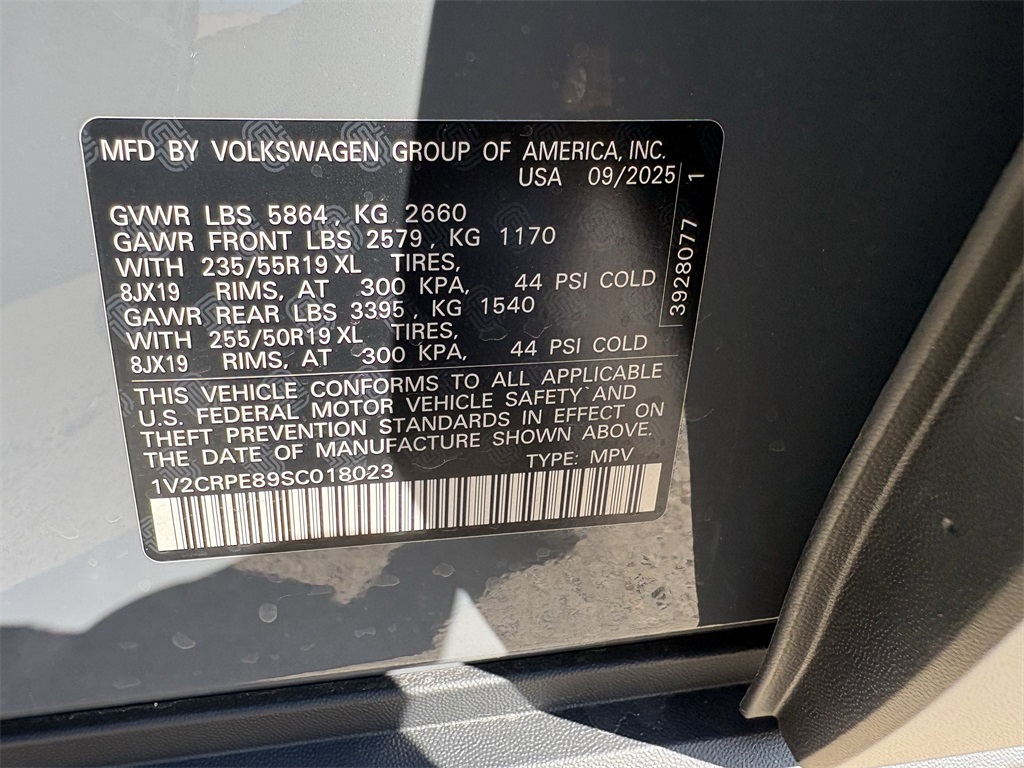 MFD BY VOLKSWAGEN GROUP OF AMERICA, INC.
USA 09/2025
GVWR LBS 5864, KG 2660
GAWR FRONT LBS 2579, KG 1170
WITH 235/55R19 XL TIRES,
8JX19 RIMS, AT 300 KPA, 44 PSI COLD
GAWR REAR LBS 3395, KG 1540
WITH 255/50R19 XL TIRES,
8JX19 RIMS, AT 300 KPA, 44 PSI COLD
THIS VEHICLE CONFORMS TO ALL APPLICABLE
U.S. FEDERAL MOTOR VEHICLE SAFETY AND
THEFT PREVENTION STANDARDS IN EFFECT ON
THE DATE OF MANUFACTURE SHOWN ABOVE.
1V2CRPE89SC018023 TYPE: MPV
3928077 1